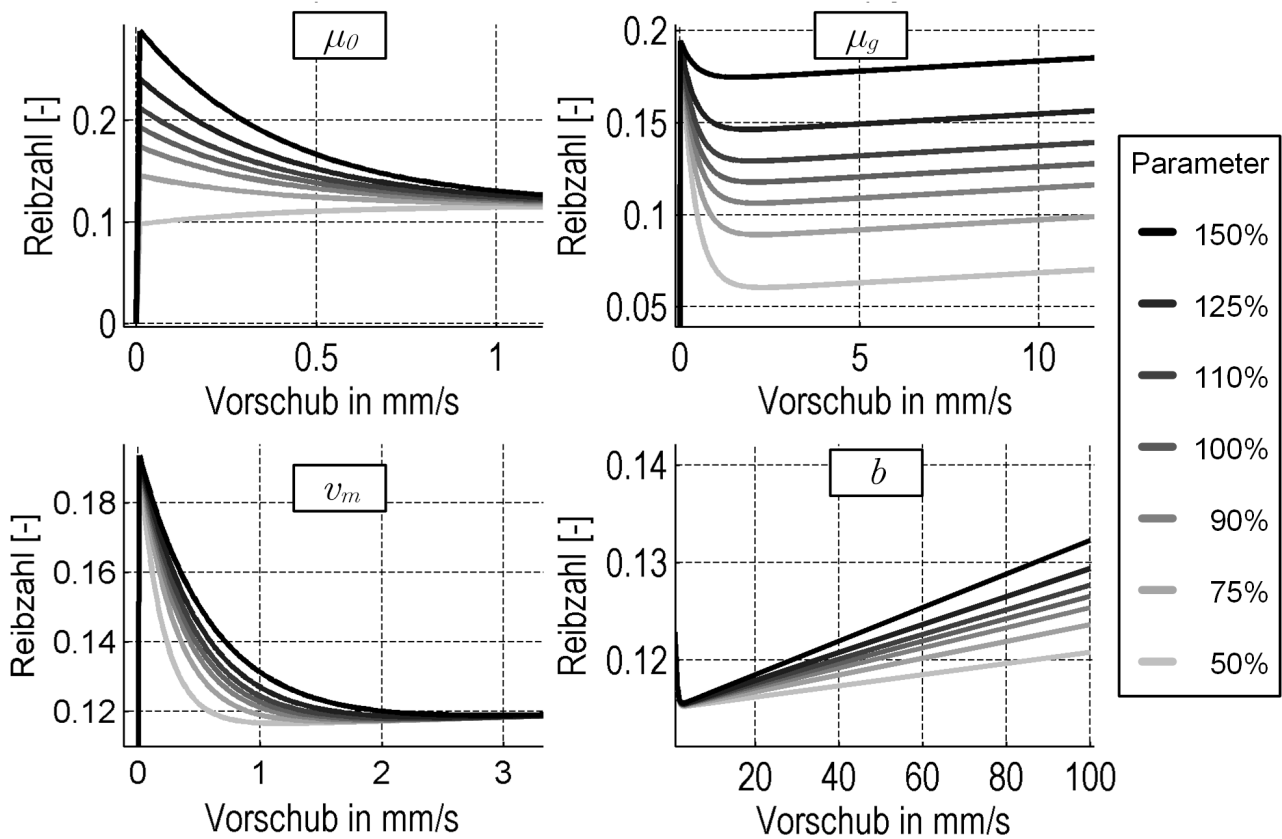 μ₀
Reibzahl [-]
0.2
0.1
0
0
0.5
1
Vorschub in mm/s
μg
Reibzahl [-]
0.2
0.15
0.1
0.05
0
5
10
Vorschub in mm/s
vₘ
Reibzahl [-]
0.18
0.16
0.14
0.12
0
1
2
3
Vorschub in mm/s
b
Reibzahl [-]
0.14
0.13
0.12
20
40
60
80
100
Vorschub in mm/s
Parameter
150%
125%
110%
100%
90%
75%
50%